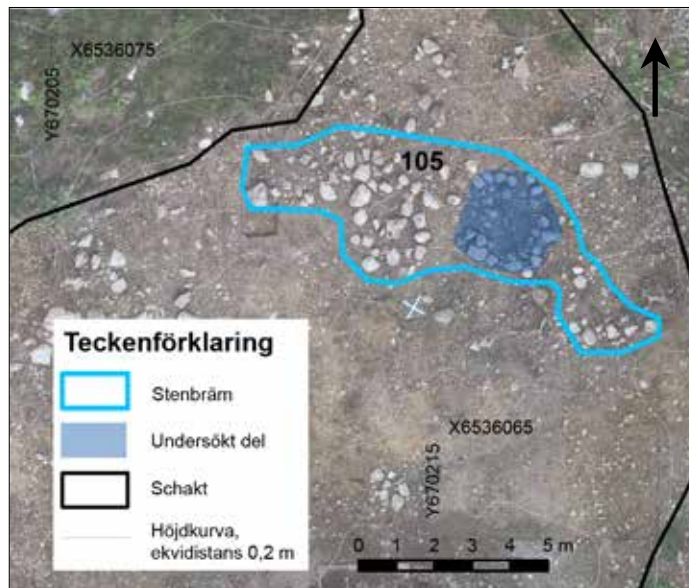 X6536075
Y670205
105
Teckenförklaring
Stenbräm
Undersökt del
Schakt
Höjdkurva,
ekvidistans 0,2 m
X6536065
Y670215
0 1 2 3 4 5 m